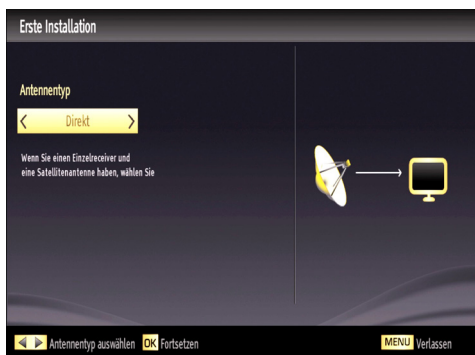 Erste Installation
Antennentyp
Direkt
Wenn Sie einen Einzelreceiver und
eine Satellitenantenne haben, wählen Sie
Antennentyp auswählen OK Fortsetzen MENU Verlassen